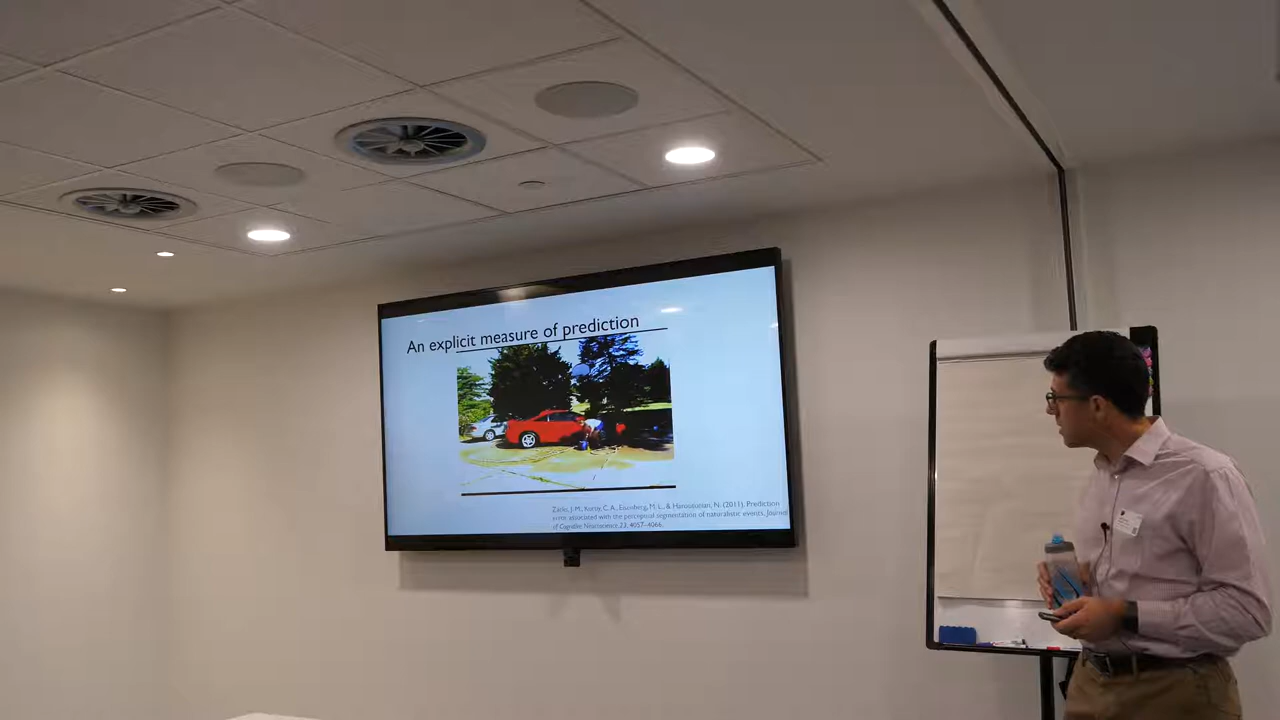 An explicit measure of prediction
Zacks, J. M., Kurby, C. A., Eisenberg, M. L., & Haroutunian, N. (2011). Prediction
error associated with the perceptual segmentation of naturalistic events. Journal
of Cognitive Neuroscience, 23, 4057–4066.